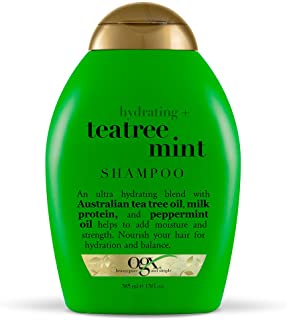 hydrating +
teatree
mint
SHAMPOO
An ultra hydrating blend with
Australian tea tree oil, milk
protein, and peppermint
oil helps to add moisture and
strength. Nourish your hair for
hydration and balance.
ogx